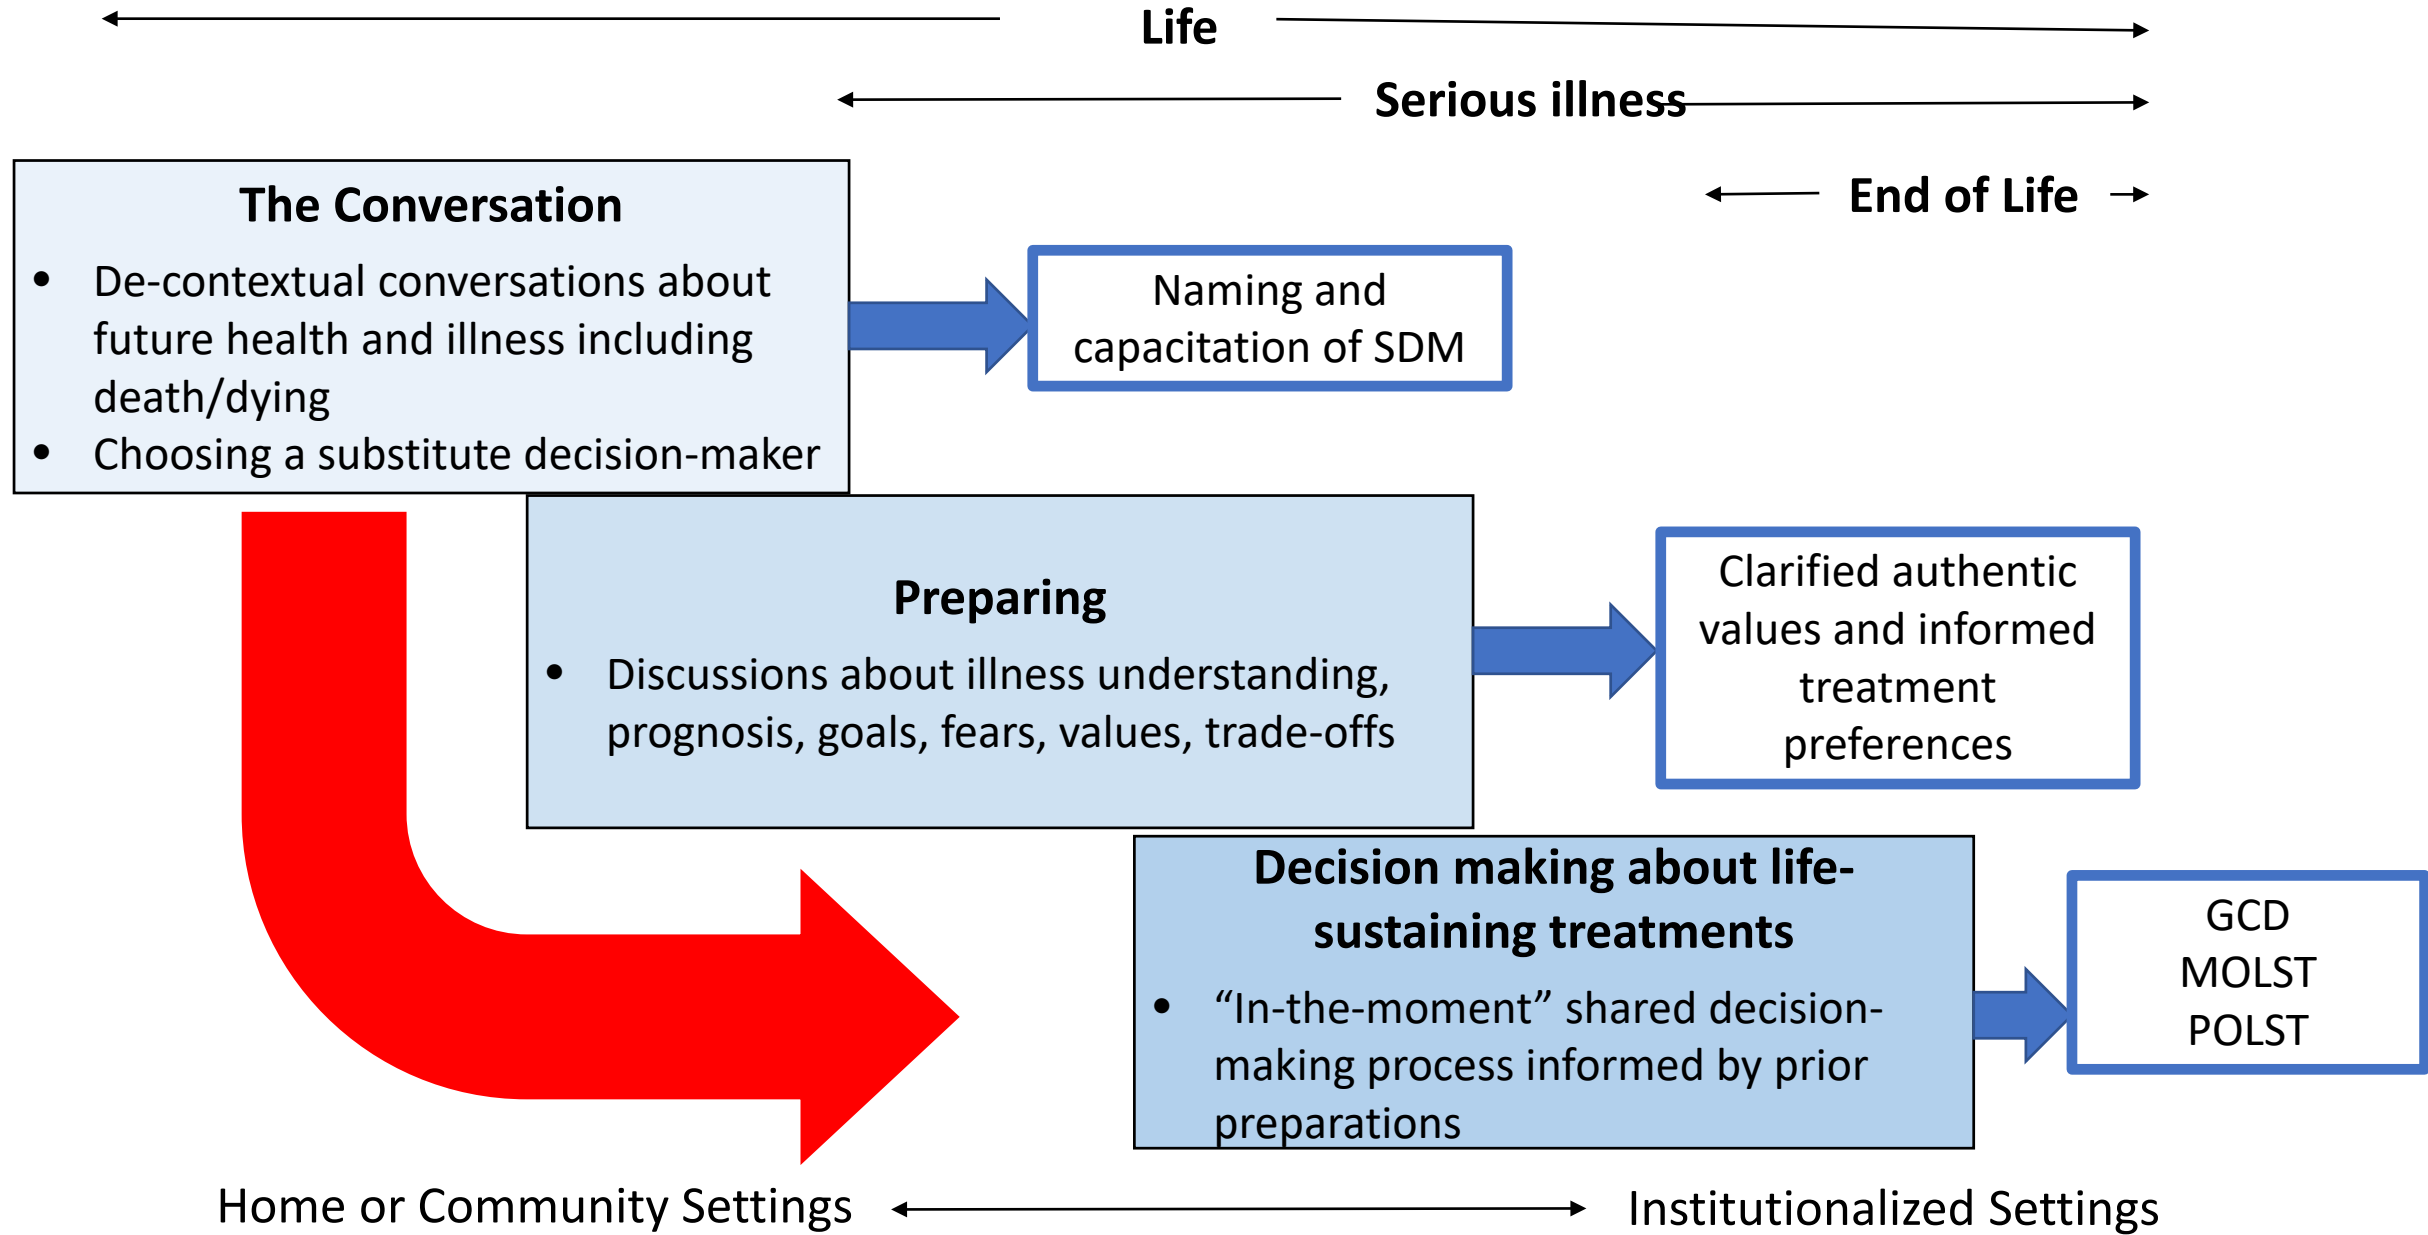 Life
Serious illness
End of Life
The Conversation
• De-contextual conversations about
future health and illness including
death/dying
• Choosing a substitute decision-maker
Naming and
capacitation of SDM
Preparing
• Discussions about illness understanding,
prognosis, goals, fears, values, trade-offs
Clarified authentic
values and informed
treatment
preferences
Decision making about life-
sustaining treatments
• “In-the-moment” shared decision-
making process informed by prior
preparations
GCD
MOLST
POLST
Home or Community Settings
Institutionalized Settings